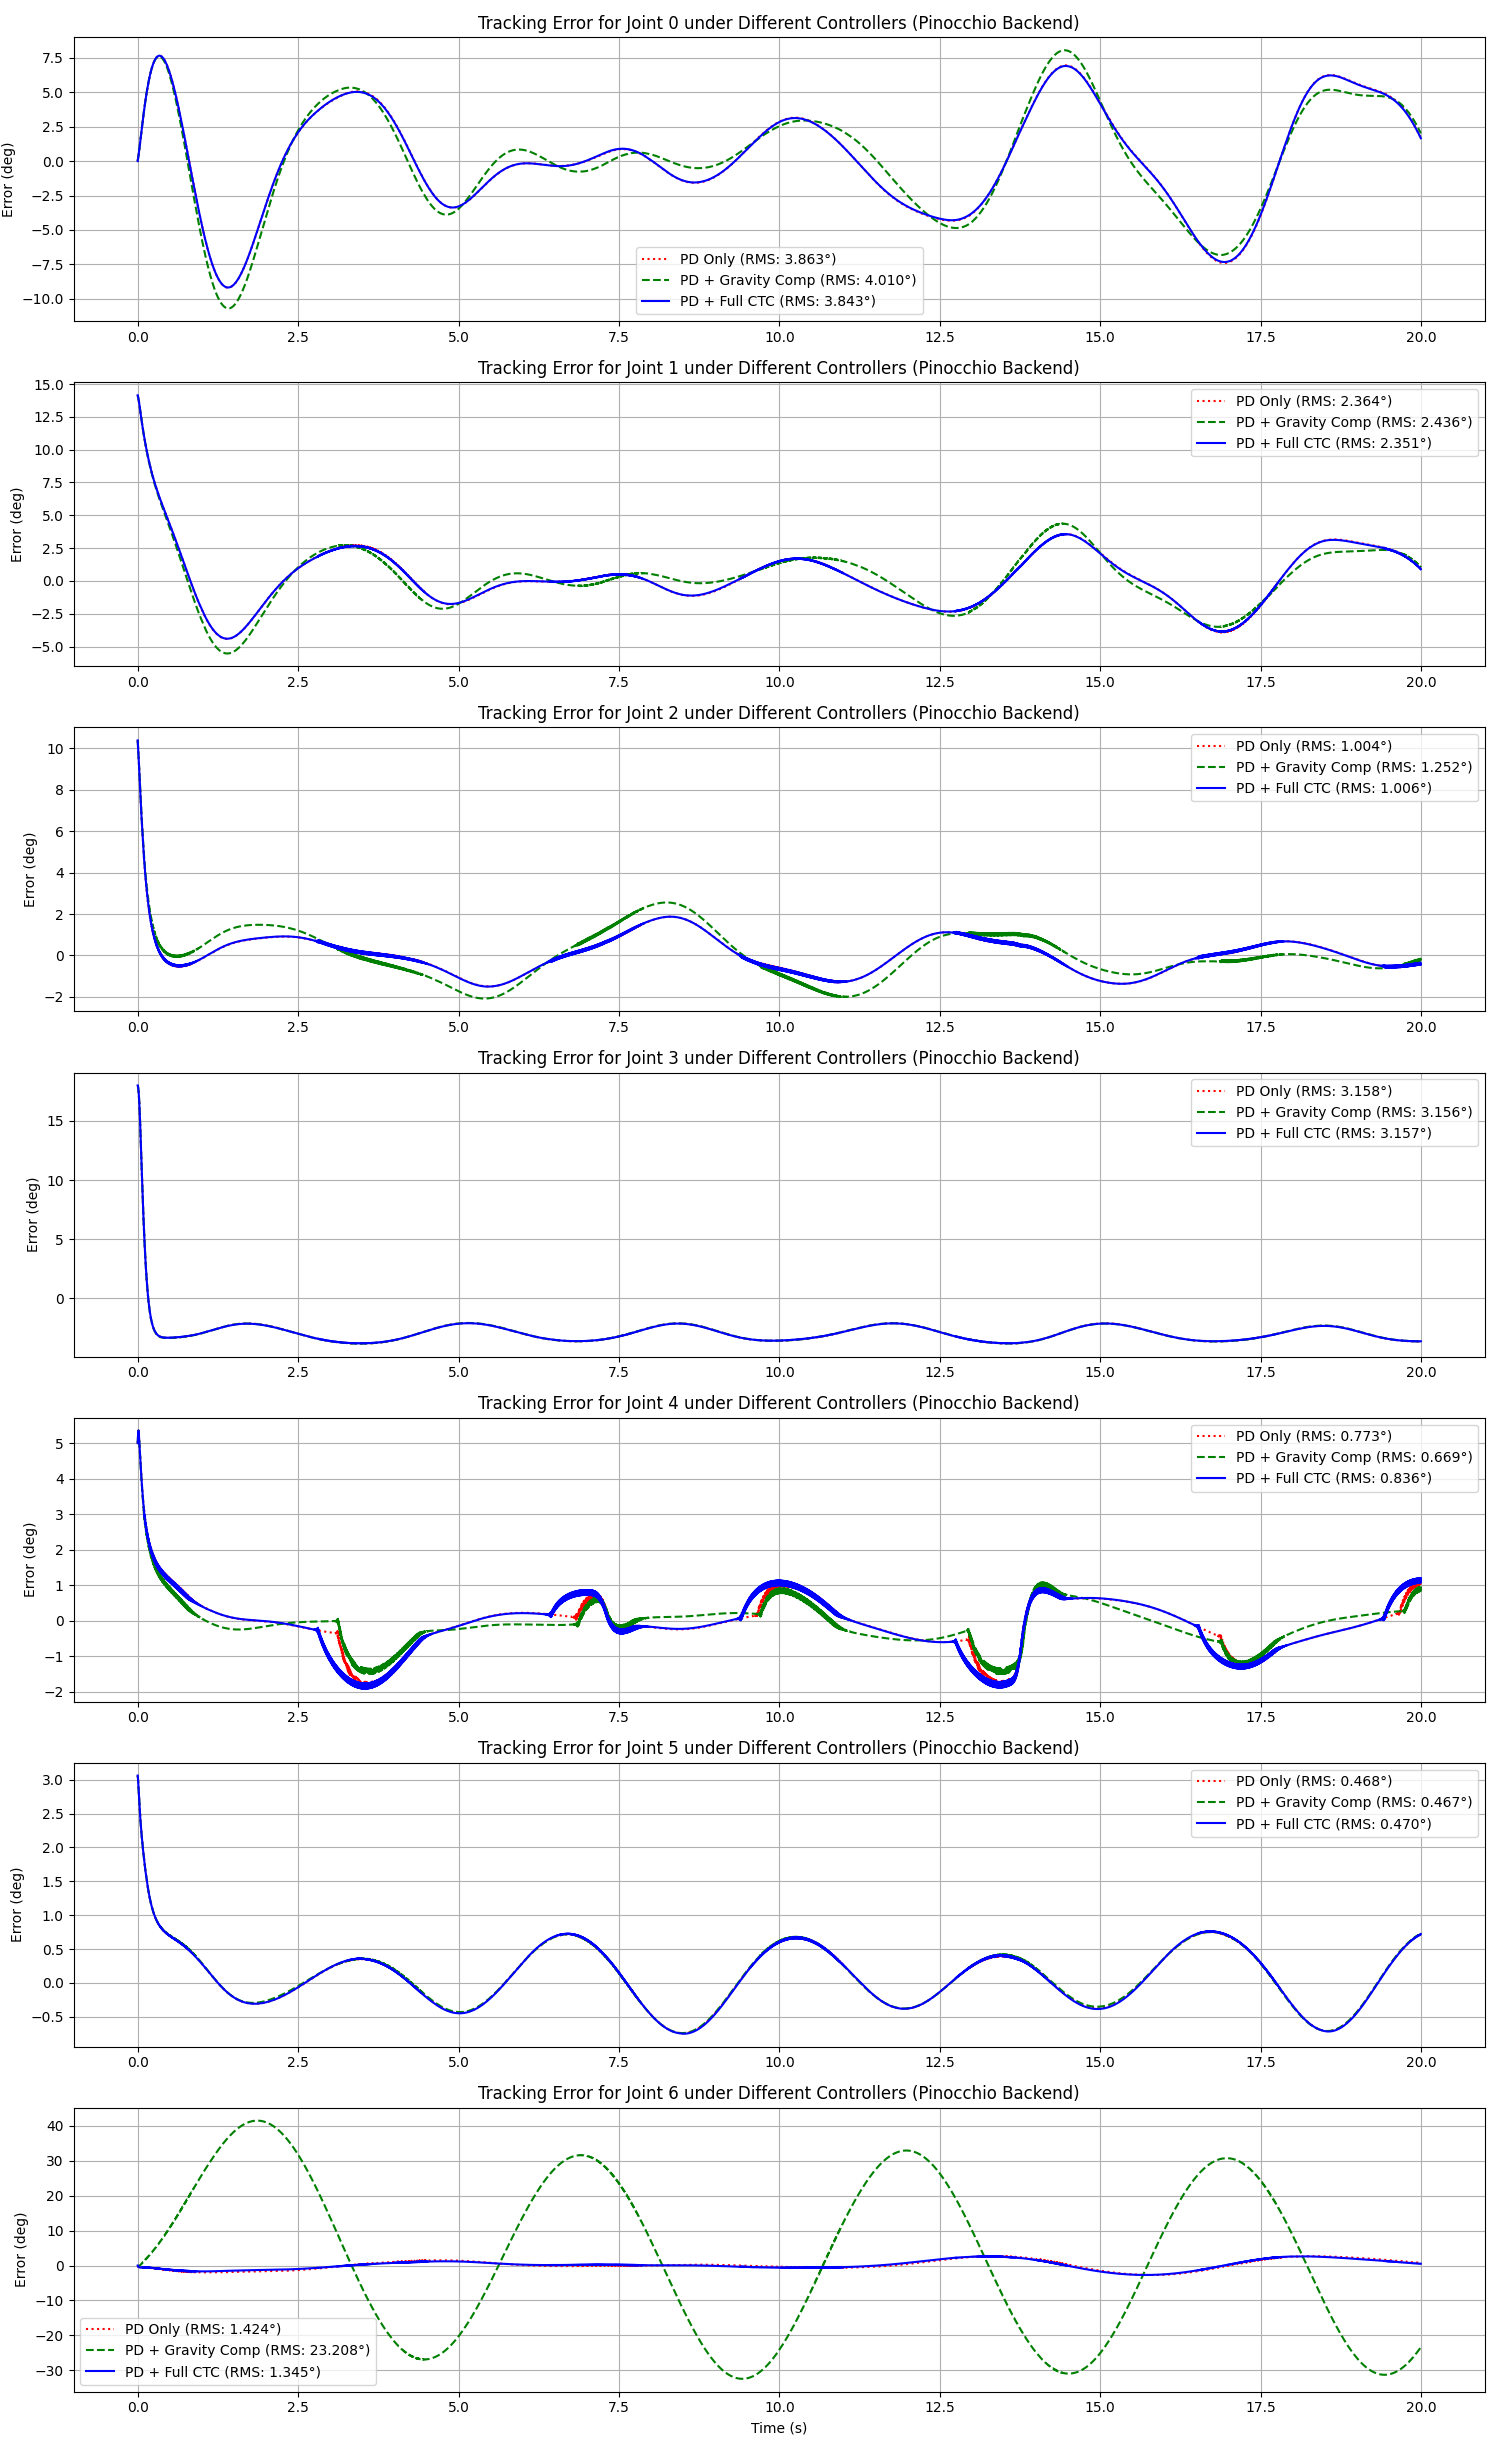 Tracking Error for Joint 0 under Different Controllers (Pinocchio Backend)
7.5
5.0
2.5
0.0
−2.5
−5.0
−7.5
−10.0
Error (deg)
PD Only (RMS: 3.863°)
PD + Gravity Comp (RMS: 4.010°)
PD + Full CTC (RMS: 3.843°)
0.0 2.5 5.0 7.5 10.0 12.5 15.0 17.5 20.0
Tracking Error for Joint 1 under Different Controllers (Pinocchio Backend)
15.0
12.5
10.0
7.5
5.0
2.5
0.0
−2.5
−5.0
Error (deg)
PD Only (RMS: 2.364°)
PD + Gravity Comp (RMS: 2.436°)
PD + Full CTC (RMS: 2.351°)
0.0 2.5 5.0 7.5 10.0 12.5 15.0 17.5 20.0
Tracking Error for Joint 2 under Different Controllers (Pinocchio Backend)
10
8
6
4
2
0
−2
Error (deg)
PD Only (RMS: 1.004°)
PD + Gravity Comp (RMS: 1.252°)
PD + Full CTC (RMS: 1.006°)
0.0 2.5 5.0 7.5 10.0 12.5 15.0 17.5 20.0
Tracking Error for Joint 3 under Different Controllers (Pinocchio Backend)
15
10
5
0
Error (deg)
PD Only (RMS: 3.158°)
PD + Gravity Comp (RMS: 3.156°)
PD + Full CTC (RMS: 3.157°)
0.0 2.5 5.0 7.5 10.0 12.5 15.0 17.5 20.0
Tracking Error for Joint 4 under Different Controllers (Pinocchio Backend)
5
4
3
2
1
0
−1
−2
Error (deg)
PD Only (RMS: 0.773°)
PD + Gravity Comp (RMS: 0.669°)
PD + Full CTC (RMS: 0.836°)
0.0 2.5 5.0 7.5 10.0 12.5 15.0 17.5 20.0
Tracking Error for Joint 5 under Different Controllers (Pinocchio Backend)
3.0
2.5
2.0
1.5
1.0
0.5
0.0
−0.5
Error (deg)
PD Only (RMS: 0.468°)
PD + Gravity Comp (RMS: 0.467°)
PD + Full CTC (RMS: 0.470°)
0.0 2.5 5.0 7.5 10.0 12.5 15.0 17.5 20.0
Tracking Error for Joint 6 under Different Controllers (Pinocchio Backend)
40
30
20
10
0
−10
−20
−30
Error (deg)
PD Only (RMS: 1.424°)
PD + Gravity Comp (RMS: 23.208°)
PD + Full CTC (RMS: 1.345°)
0.0 2.5 5.0 7.5 10.0 12.5 15.0 17.5 20.0
Time (s)